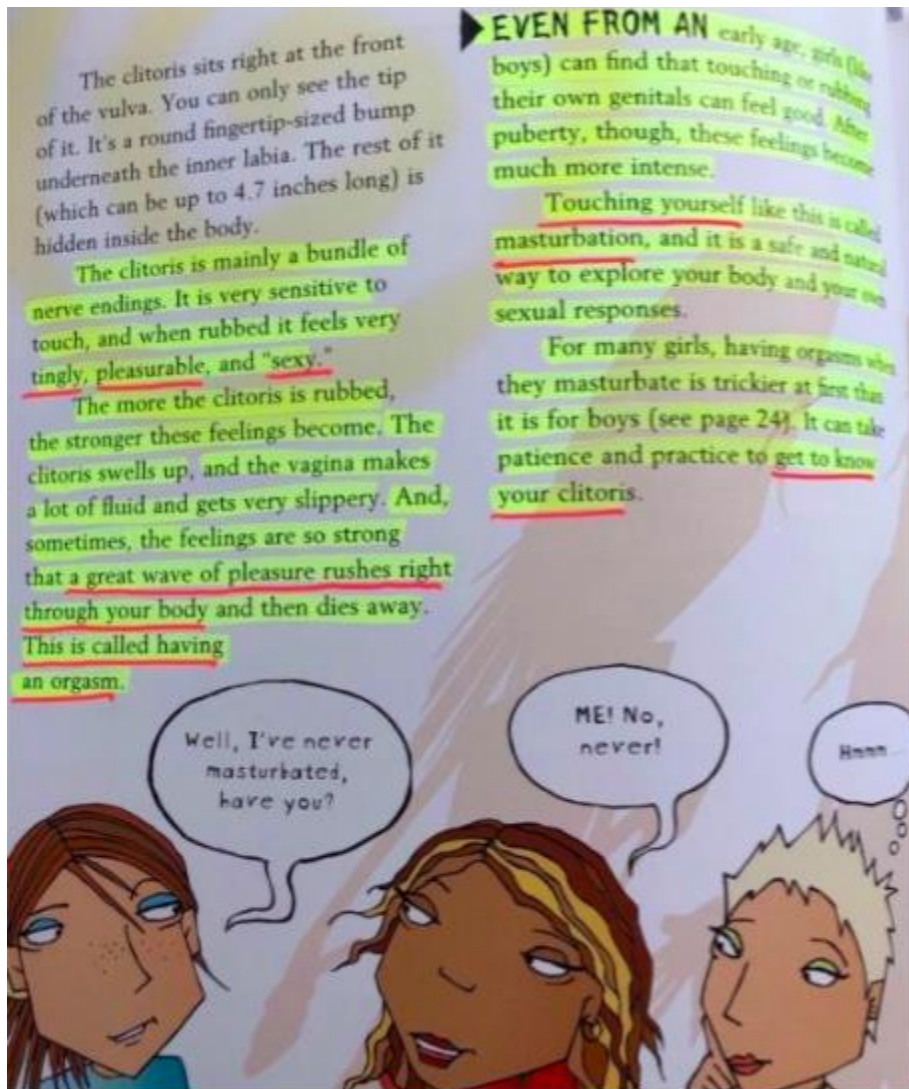 The clitoris sits right at the front
of the vulva. You can only see the tip
of it. It's a round fingertip-sized bump
underneath the inner labia. The rest of it
(which can be up to 4.7 inches long) is
hidden inside the body.
The clitoris is mainly a bundle of
nerve endings. It is very sensitive to
touch, and when rubbed it feels very
tingly, pleasurable, and "sexy."
The more the clitoris is rubbed,
the stronger these feelings become. The
clitoris swells up, and the vagina makes
a lot of fluid and gets very slippery. And,
sometimes, the feelings are so strong
that a great wave of pleasure rushes right
through your body and then dies away.
This is called having
an orgasm.
EVEN FROM AN early age, girls (like
boys) can find that touching or rubbing
their own genitals can feel good. After
puberty, though, these feelings become
much more intense.
Touching yourself like this is called
masturbation, and it is a safe and natural
way to explore your body and your own
sexual responses.
For many girls, having orgasms when
they masturbate is trickier at first than
it is for boys (see page 24). It can take
patience and practice to get to know
your clitoris.
Well, I've never
masturbated,
have you?
ME! No,
never!
Hmmm